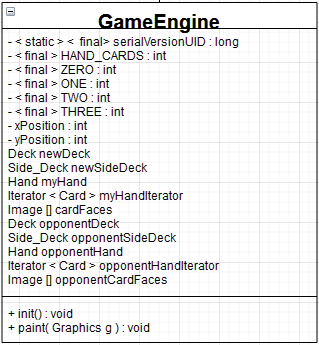 GameEngine
- < static > < final> serialVersionUID : long
- < final > HAND_CARDS : int
- < final > ZERO : int
- < final > ONE : int
- < final > TWO : int
- < final > THREE : int
- xPosition : int
- yPosition : int
Deck newDeck
Side_Deck newSideDeck
Hand myHand
Iterator < Card > myHandIterator
Image [] cardFaces
Deck opponentDeck
Side_Deck opponentSideDeck
Hand opponentHand
Iterator < Card > opponentHandIterator
Image [] opponentCardFaces
+ init() : void
+ paint( Graphics g ) : void